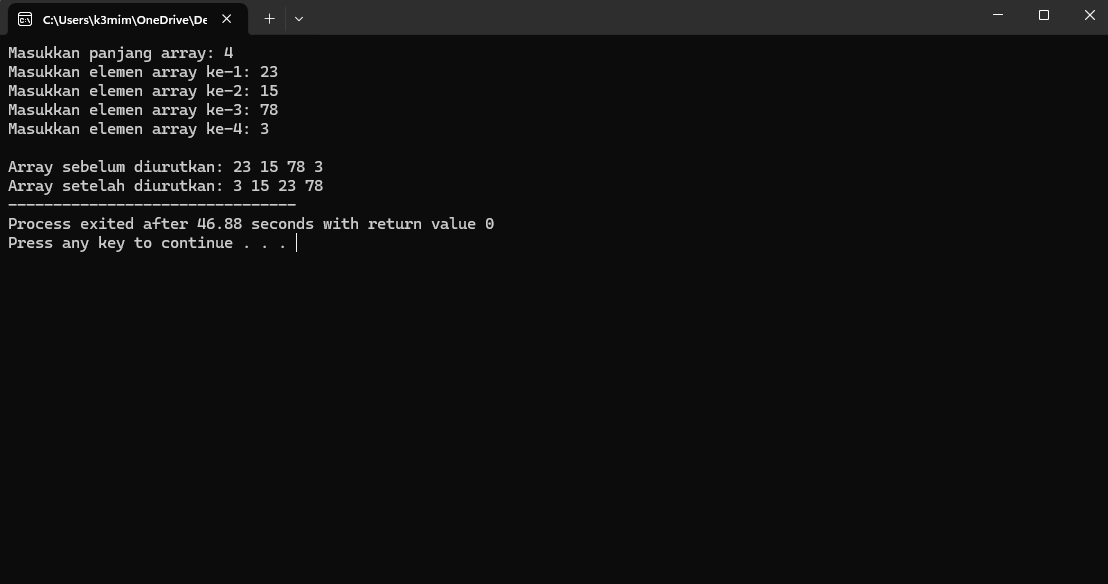 C:\Users\k3mim\OneDrive\De
Masukkan panjang array: 4
Masukkan elemen array ke-1: 23
Masukkan elemen array ke-2: 15
Masukkan elemen array ke-3: 78
Masukkan elemen array ke-4: 3
Array sebelum diurutkan: 23 15 78 3
Array setelah diurutkan: 3 15 23 78
--------------------------------
Process exited after 46.88 seconds with return value 0
Press any key to continue . . .